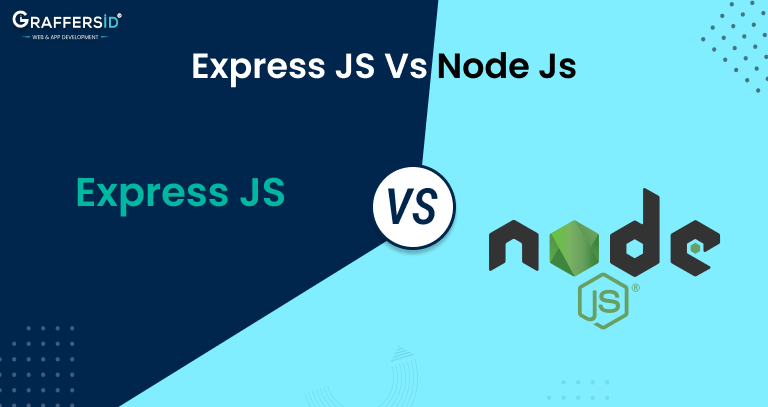 GRAFFERSID®
WEB & APP DEVELOPMENT
Express JS Vs Node Js
Express JS
VS
node
JS®